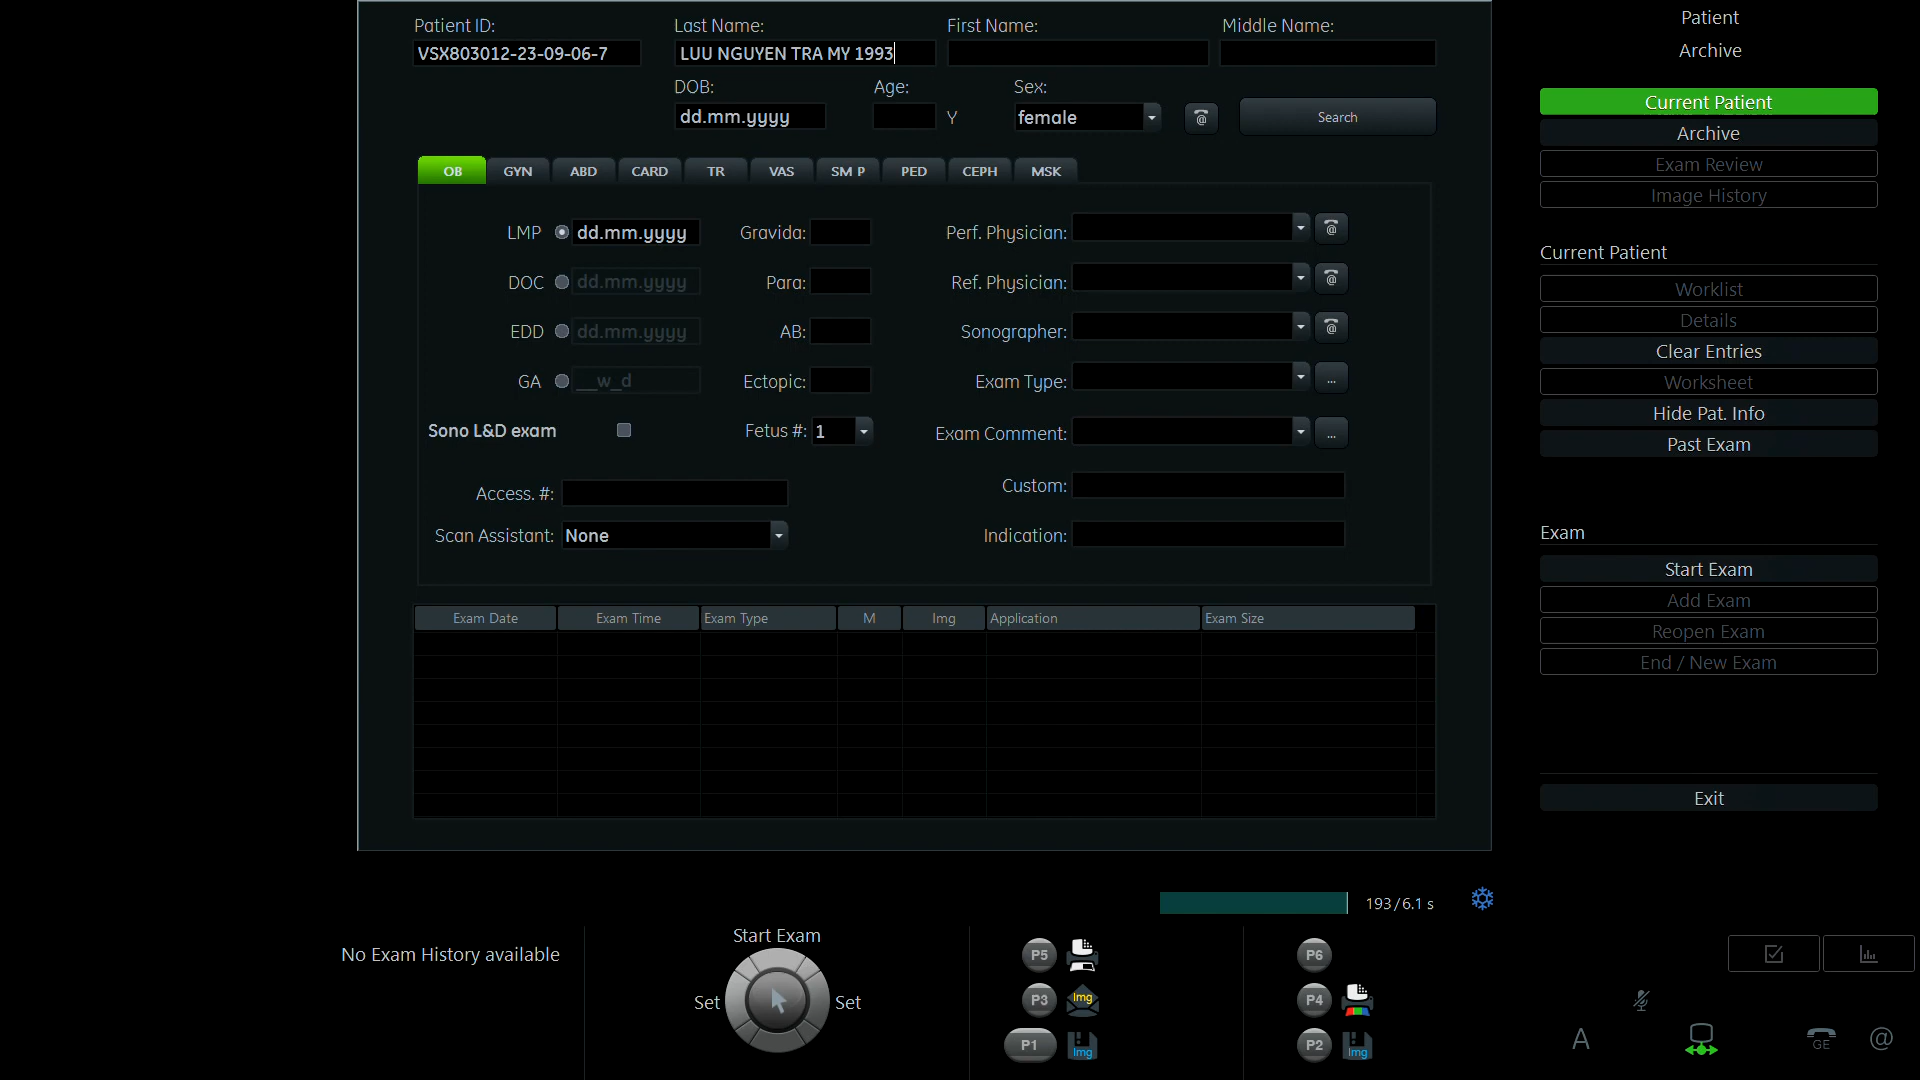 Patient ID: Last Name: First Name: Middle Name:
VSX803012-23-09-06-7 LUU NGUYEN TRA MY 1993
DOB: Age: Sex:
dd.mm.yyyy Y female Search
OB GYN ABD CARD TR VAS SM P PED CEPH MSK
LMP dd.mm.yyyy Gravida: Perf. Physician:
DOC dd.mm.yyyy Para: Ref. Physician:
EDD dd.mm.yyyy AB: Sonographer:
GA __w_d Ectopic: Exam Type: ...
Sono L&D exam Fetus #: 1 Exam Comment: ...
Access. #: Custom:
Scan Assistant: None Indication:
Exam Date Exam Time Exam Type M Img Application Exam Size
193/6.1 s
No Exam History available
Start Exam
Set Set
P5 P6
P3 Img P4
P1 Img P2 Img
Patient
Archive
Current Patient
Archive
Exam Review
Image History
Current Patient
Worklist
Details
Clear Entries
Worksheet
Hide Pat. Info
Past Exam
Exam
Start Exam
Add Exam
Reopen Exam
End / New Exam
Exit
A GE @